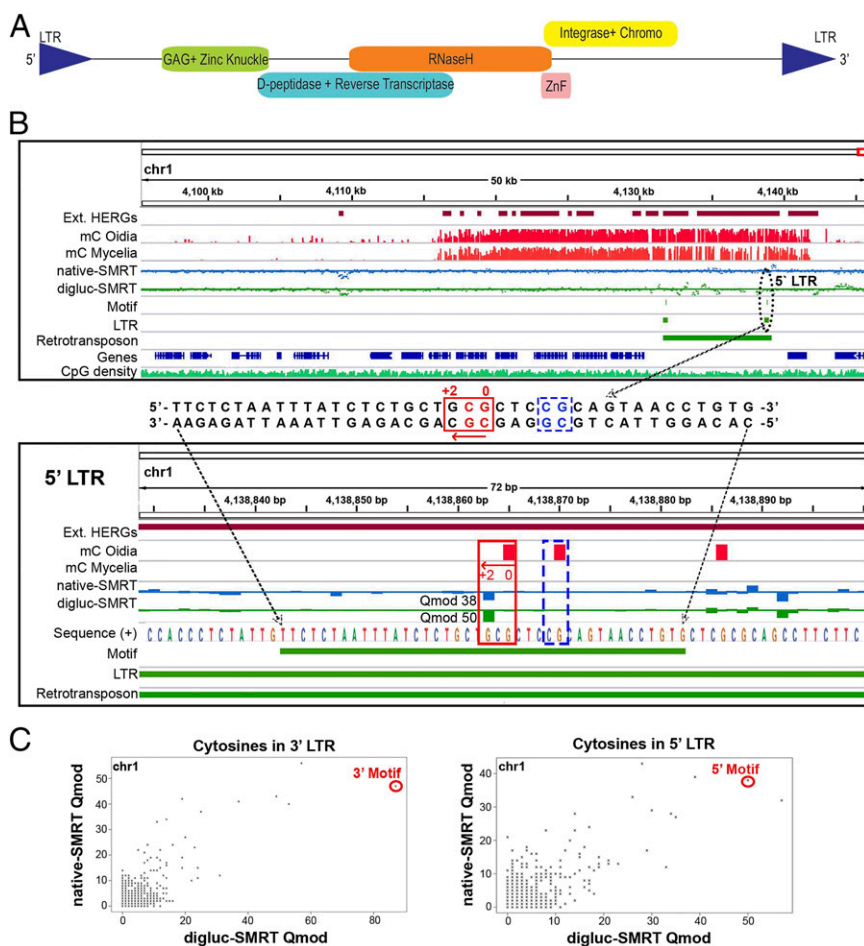 A
LTR
LTR
5' GAG+ Zinc Knuckle RNaseH Integrase+ Chromo 3'
D-peptidase + Reverse Transcriptase ZnF
B
chr1
50 kb
4,100 kb 4,110 kb 4,130 kb 4,140 kb
Ext. HERGs
mC Oidia
mC Mycelia
native-SMRT
digluc-SMRT
5` LTR
Motif
LTR
Retrotransposon
Genes
CpG density
+2 0
5'-TTCTCTAATTTATCTCTGCTGCGCTCCGCAGTAACCTGTG-3'
3'-AAGAGATTAAATTGAGACGACGCGAGGCGTCATTGGACAC-5'
5' LTR
chr1
72 bp
4,138,840 bp 4,138,850 bp 4,138,860 bp 4,138,870 bp 4,138,880 bp 4,138,890 bp
Ext. HERGs
mC Oidia
mC Mycelia
+2 0
native-SMRT
Qmod 38
digluc-SMRT
Qmod 50
Sequence (+) CCACCCTCTATTGTTCTCTAATTTATCTCTGCTGCGCTCCGCAGTAACCTGTGCTCGCGCAGCCTTCTTC
Motif
LTR
Retrotransposon
C
Cytosines in 3' LTR
chr1
3' Motif
native-SMRT Qmod
50
40
30
20
10
0
0 20 40 60 80
digluc-SMRT Qmod
Cytosines in 5' LTR
chr1
5' Motif
native-SMRT Qmod
40
30
20
10
0
0 10 20 30 40 50
digluc-SMRT Qmod